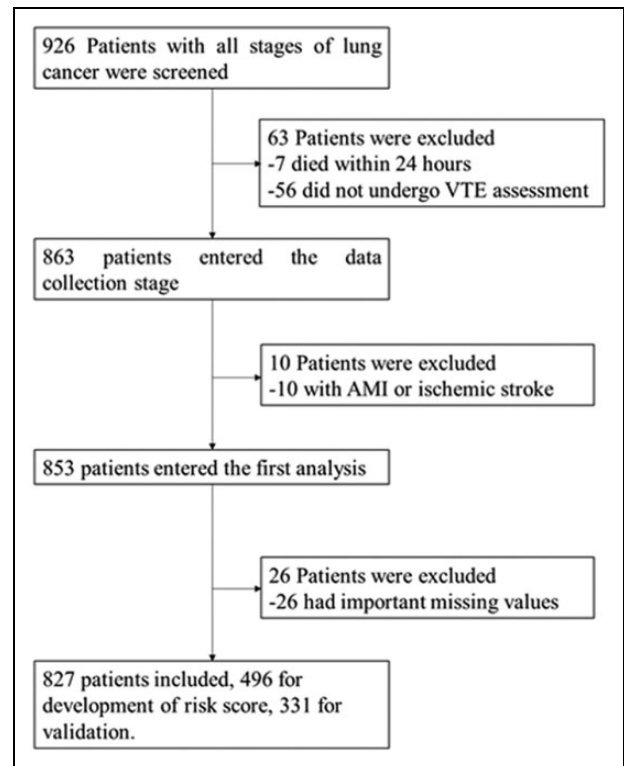 926 Patients with all stages of lung
cancer were screened
63 Patients were excluded
-7 died within 24 hours
-56 did not undergo VTE assessment
863 patients entered the data
collection stage
10 Patients were excluded
-10 with AMI or ischemic stroke
853 patients entered the first analysis
26 Patients were excluded
-26 had important missing values
827 patients included, 496 for
development of risk score, 331 for
validation.